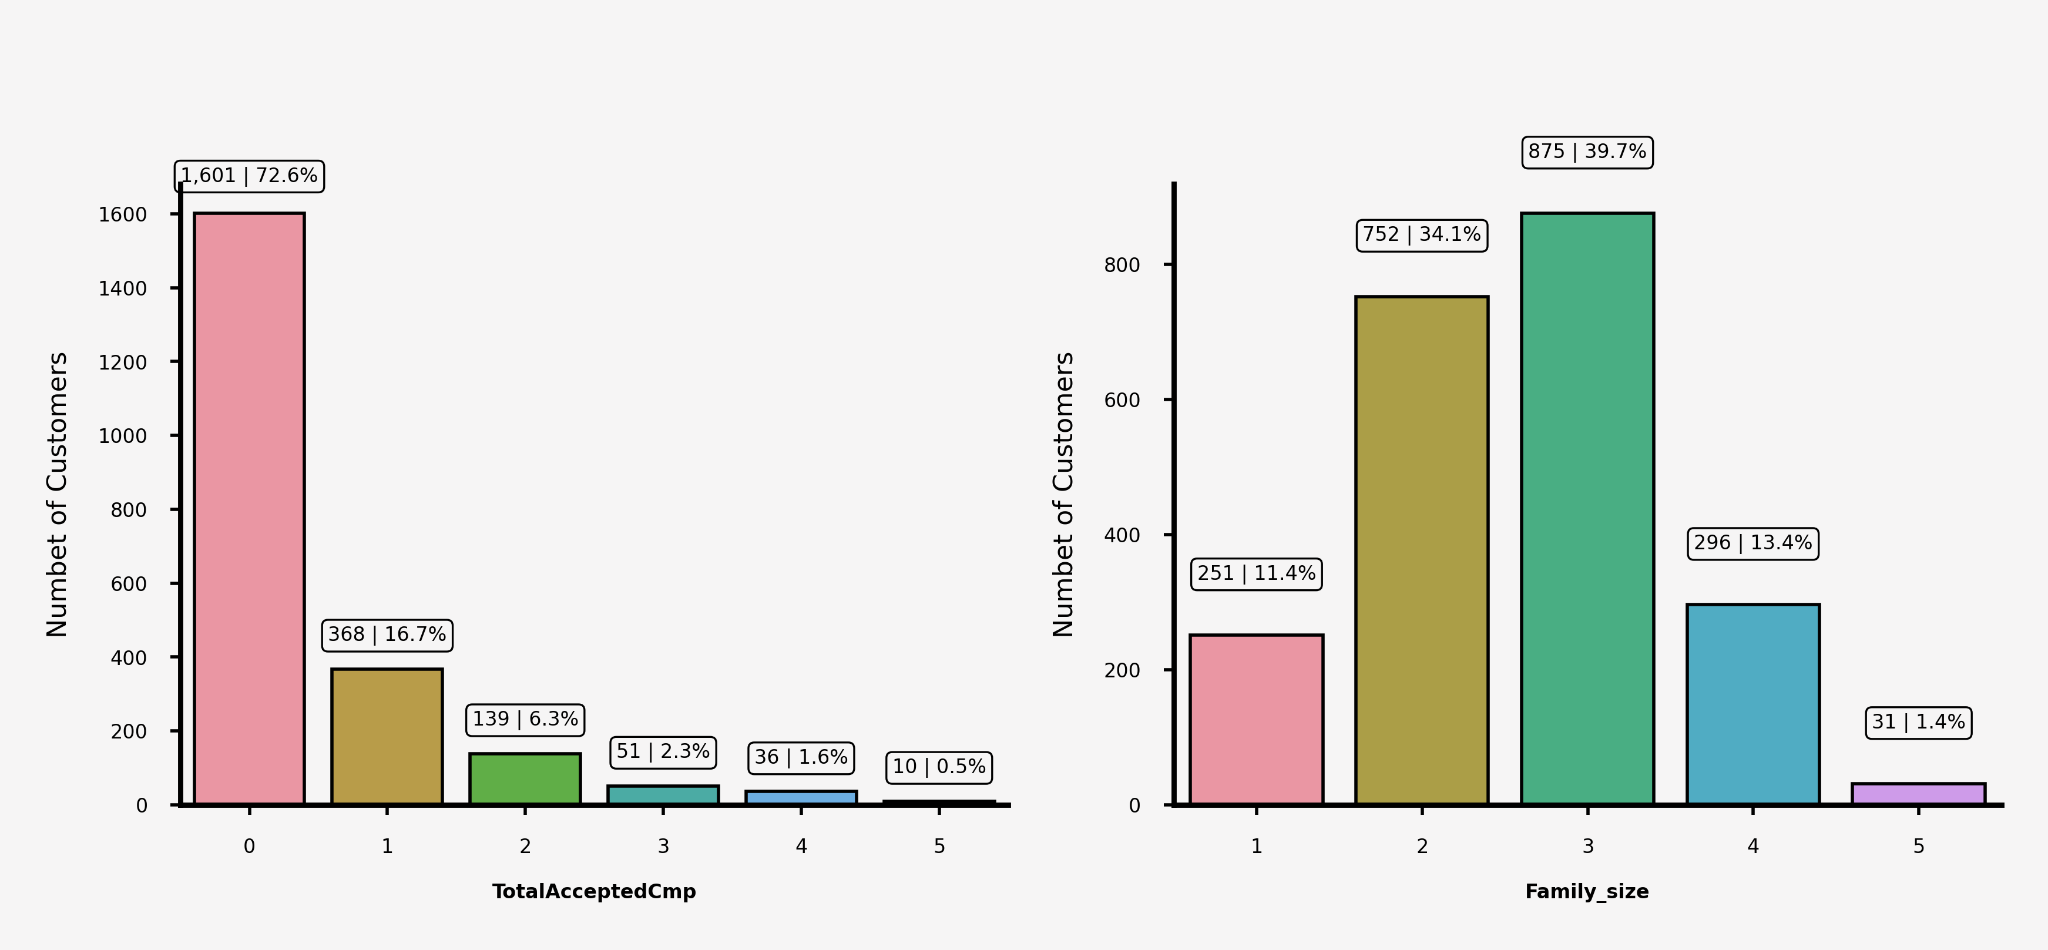 1,601 | 72.6%
368 | 16.7%
139 | 6.3%
51 | 2.3%
36 | 1.6%
10 | 0.5%
1600
1400
1200
1000
800
600
400
200
0
Numbet of Customers
0 1 2 3 4 5
TotalAcceptedCmp
875 | 39.7%
752 | 34.1%
296 | 13.4%
251 | 11.4%
31 | 1.4%
800
600
400
200
0
Numbet of Customers
1 2 3 4 5
Family_size